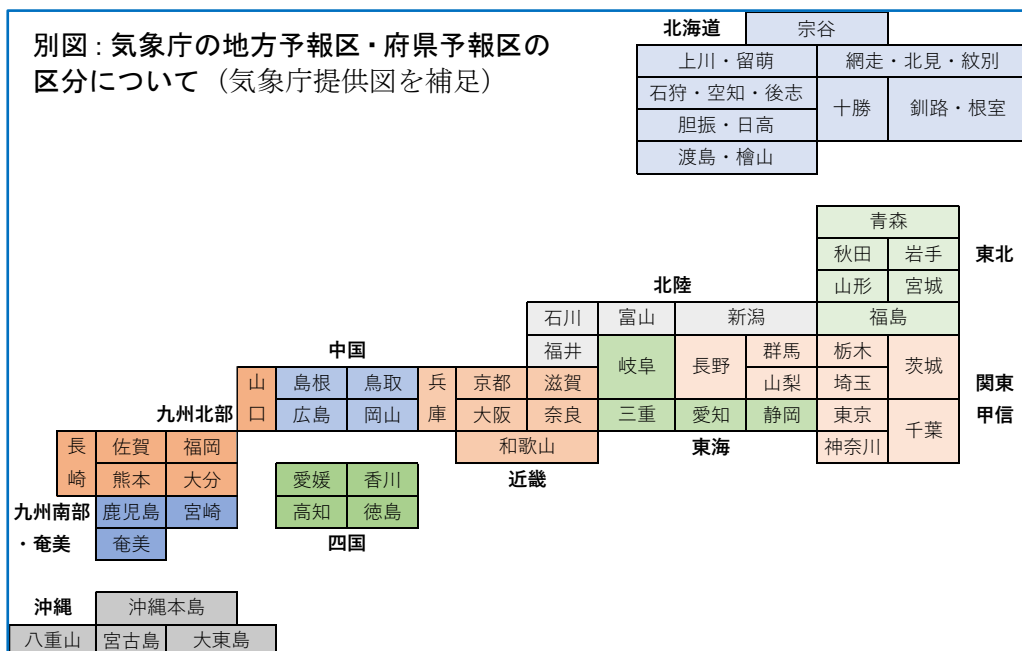 別図：気象庁の地方予報区・府県予報区の
区分について（気象庁提供図を補足）
北海道 宗谷
上川・留萌 網走・北見・紋別
石狩・空知・後志 十勝 釧路・根室
胆振・日高
渡島・檜山
青森
秋田 岩手 東北
山形 宮城
北陸
石川 富山 新潟 福島
中国 福井 岐阜 長野 群馬 栃木 茨城
山口 島根 鳥取 兵庫 京都 滋賀 山梨 埼玉 関東
九州北部 広島 岡山 大阪 奈良 三重 愛知 静岡 東京 千葉 甲信
長崎 佐賀 福岡 和歌山 東海 神奈川
熊本 大分 愛媛 香川 近畿
九州南部 鹿児島 宮崎 高知 徳島
・奄美 奄美 四国
沖縄 沖縄本島
八重山 宮古島 大東島